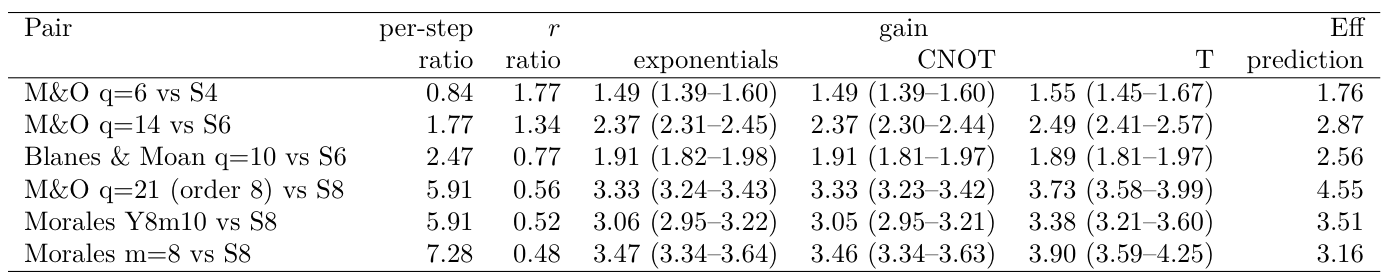 Pair per-step r gain Eff
ratio ratio exponentials CNOT T prediction
M&O q=6 vs S4 0.84 1.77 1.49 (1.39–1.60) 1.49 (1.39–1.60) 1.55 (1.45–1.67) 1.76
M&O q=14 vs S6 1.77 1.34 2.37 (2.31–2.45) 2.37 (2.30–2.44) 2.49 (2.41–2.57) 2.87
Blanes & Moan q=10 vs S6 2.47 0.77 1.91 (1.82–1.98) 1.91 (1.81–1.97) 1.89 (1.81–1.97) 2.56
M&O q=21 (order 8) vs S8 5.91 0.56 3.33 (3.24–3.43) 3.33 (3.23–3.42) 3.73 (3.58–3.99) 4.55
Morales Y8m10 vs S8 5.91 0.52 3.06 (2.95–3.22) 3.05 (2.95–3.21) 3.38 (3.21–3.60) 3.51
Morales m=8 vs S8 7.28 0.48 3.47 (3.34–3.64) 3.46 (3.34–3.63) 3.90 (3.59–4.25) 3.16